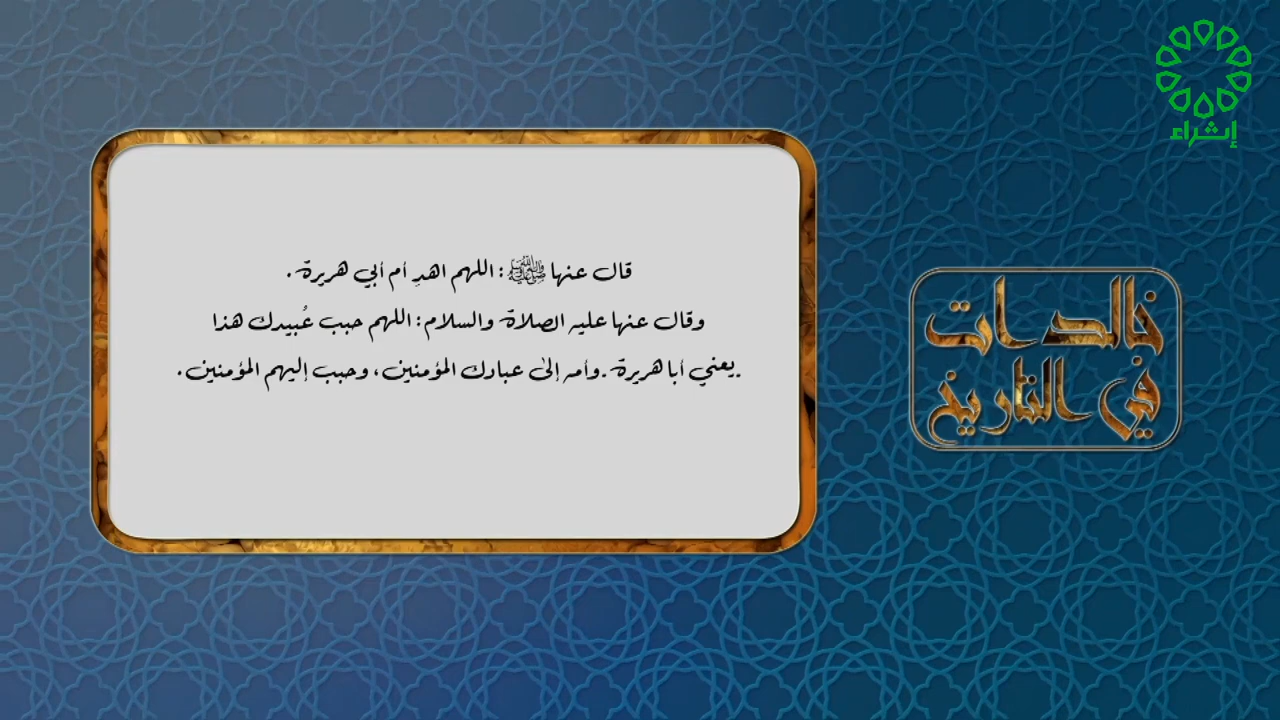 إشراء
قال عنها ﷺ : اللهم اهدِ أم أبي هريرة .
وقال عنها عليه الصلاة والسلام : اللهم حبب عُبيدك هذا
.يعني أبا هريرة .وأمه إلى عبادك المؤمنين، وحبب إليهم المؤمنين.
خالدات
في التاريخ